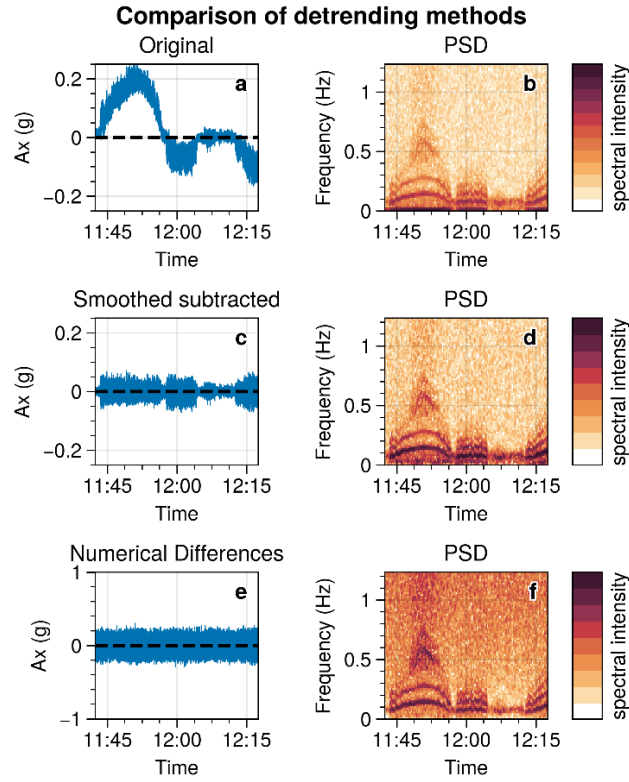 Comparison of detrending methods
Original
PSD
a
b
0.2
0
−0.2
Ax (g)
11:45 12:00 12:15
Time
1
0.5
0
Frequency (Hz)
11:45 12:00 12:15
Time
spectral intensity
Smoothed subtracted
PSD
c
d
0.2
0
−0.2
Ax (g)
11:45 12:00 12:15
Time
1
0.5
0
Frequency (Hz)
11:45 12:00 12:15
Time
spectral intensity
Numerical Differences
PSD
e
f
1
0
−1
Ax (g)
11:45 12:00 12:15
Time
1
0.5
0
Frequency (Hz)
11:45 12:00 12:15
Time
spectral intensity